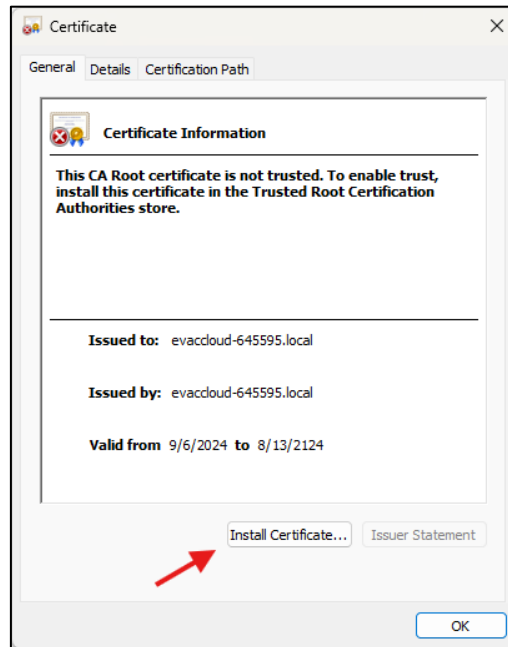 Certificate
General Details Certification Path
Certificate Information
This CA Root certificate is not trusted. To enable trust,
install this certificate in the Trusted Root Certification
Authorities store.
Issued to: evaccloud-645595.local
Issued by: evaccloud-645595.local
Valid from 9/6/2024 to 8/13/2124
Install Certificate... Issuer Statement
OK